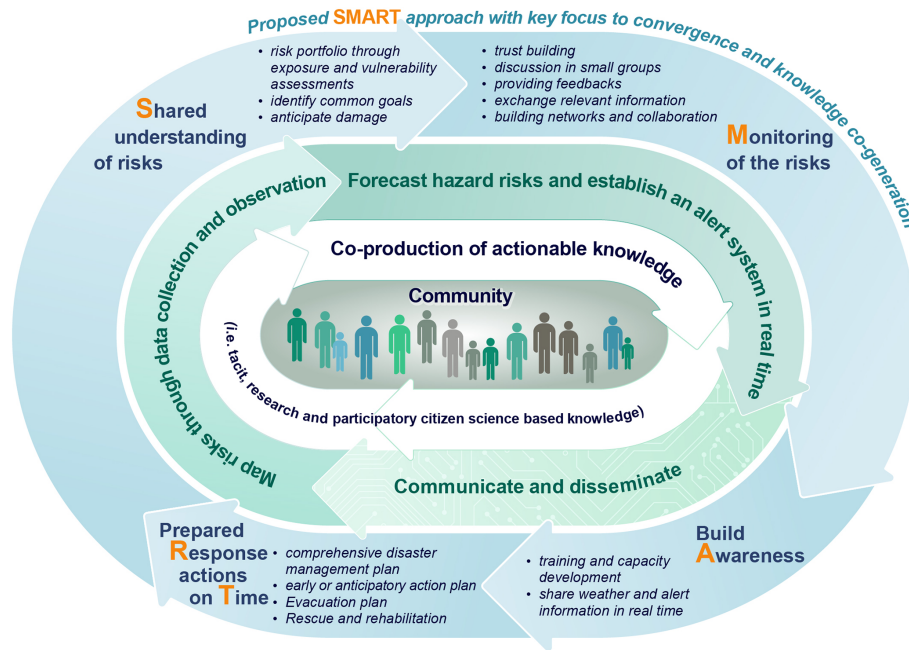 Proposed SMART approach with key focus to convergence and knowledge co-generation
Shared
understanding
of risks
• risk portfolio through
exposure and vulnerability
assessments
• identify common goals
• anticipate damage
• trust building
• discussion in small groups
• providing feedbacks
• exchange relevant information
• building networks and collaboration
Monitoring
of the risks
Map risks through data collection and observation
Forecast hazard risks and establish an alert system in real time
Co-production of actionable knowledge
Community
(i.e. tacit, research and participatory citizen science based knowledge)
Communicate and disseminate
Build
Awareness
• training and capacity
development
• share weather and alert
information in real time
Prepared
Response
actions
on Time
• comprehensive disaster
management plan
• early or anticipatory action plan
• Evacuation plan
• Rescue and rehabilitation